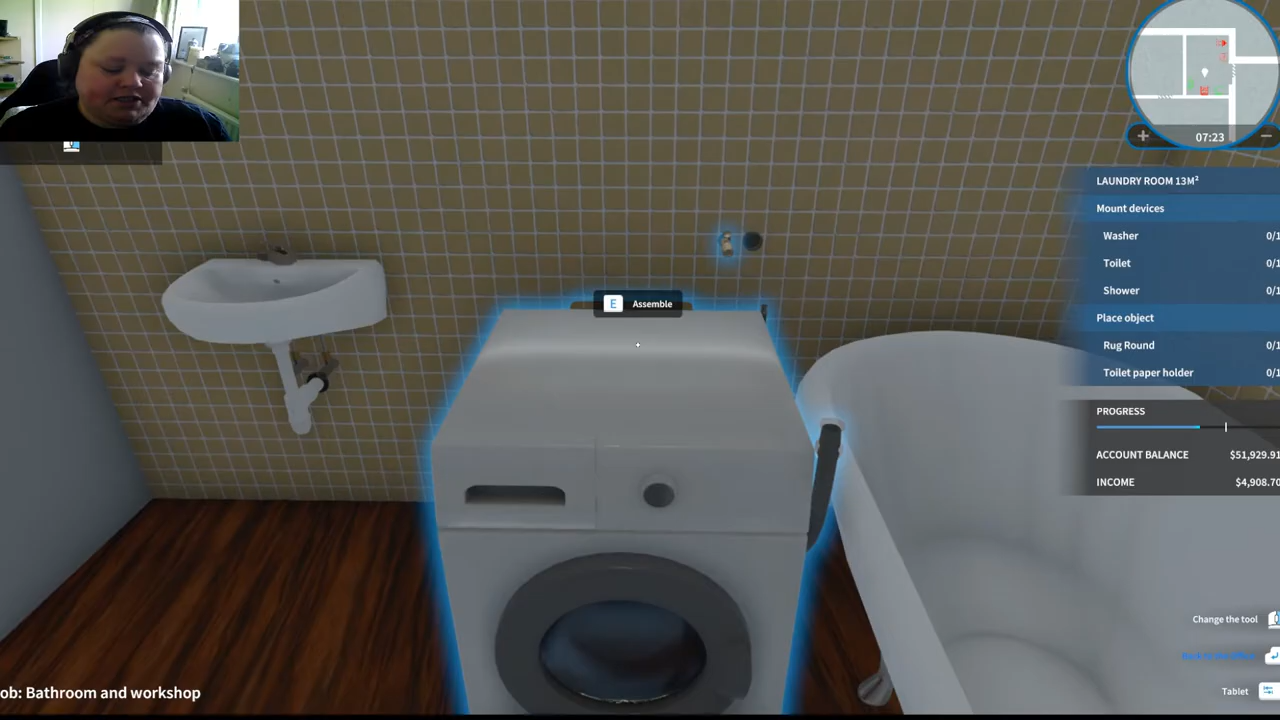 07:23
LAUNDRY ROOM 13M²
Mount devices
Washer 0/1
Toilet 0/1
Shower 0/1
Place object
Rug Round 0/1
Toilet paper holder 0/1
PROGRESS
ACCOUNT BALANCE $51,929.91
INCOME $4,908.70
E Assemble
Change the tool
Tablet
ob: Bathroom and workshop